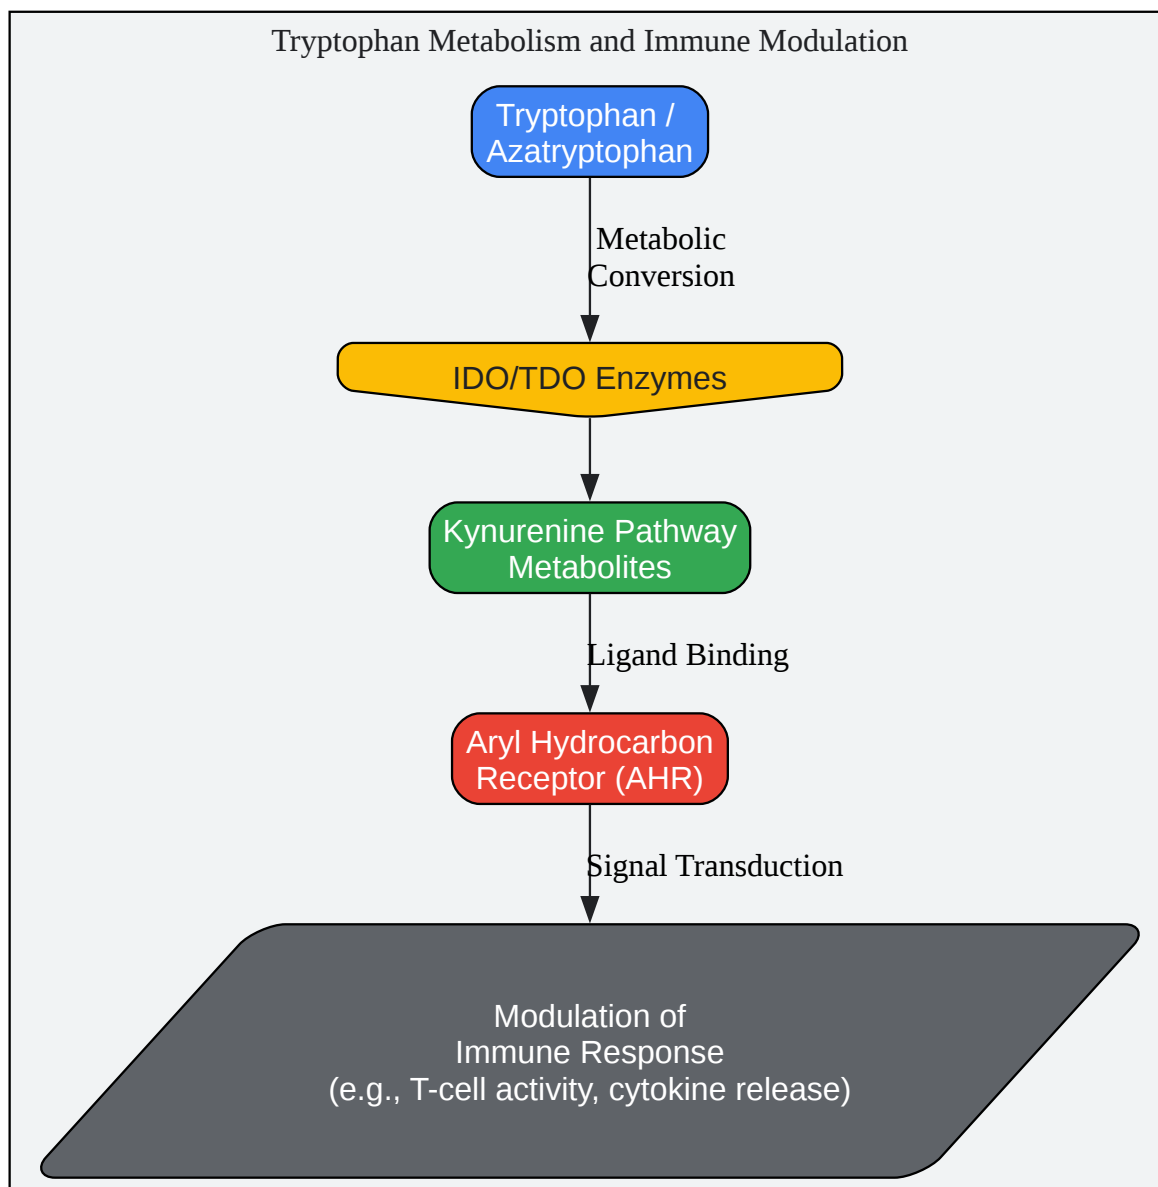 Tryptophan Metabolism and Immune Modulation
Tryptophan /
Azatryptophan
Metabolic
Conversion
IDO/TDO Enzymes
Kynurenine Pathway
Metabolites
Ligand Binding
Aryl Hydrocarbon
Receptor (AHR)
Signal Transduction
Modulation of
Immune Response
(e.g., T-cell activity, cytokine release)